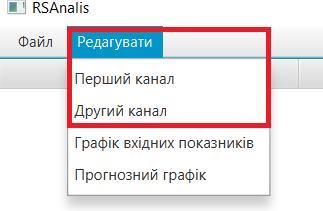 RSAnalis
Файл Редагувати
Перший канал
Другий канал
Графік вхідних показників
Прогнозний графік